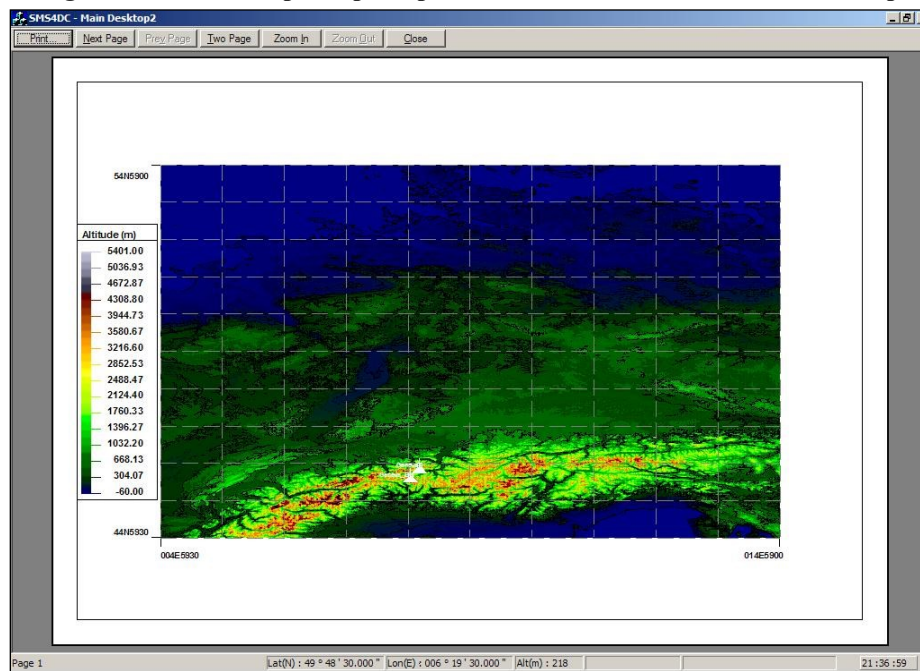 SMS4DC - Main Desktop2
Print... Next Page Prev Page Two Page Zoom In Zoom Out Close
54N5900
Altitude (m)
5401.00
5036.93
4672.87
4308.80
3944.73
3580.67
3216.60
2852.53
2488.47
2124.40
1760.33
1396.27
1032.20
668.13
304.07
-60.00
44N5930
004E5930
014E5900
Page 1 Lat(N) : 49 ° 48 ' 30.000 " Lon(E) : 006 ° 19 ' 30.000 " Alt(m) : 218 21:36:59